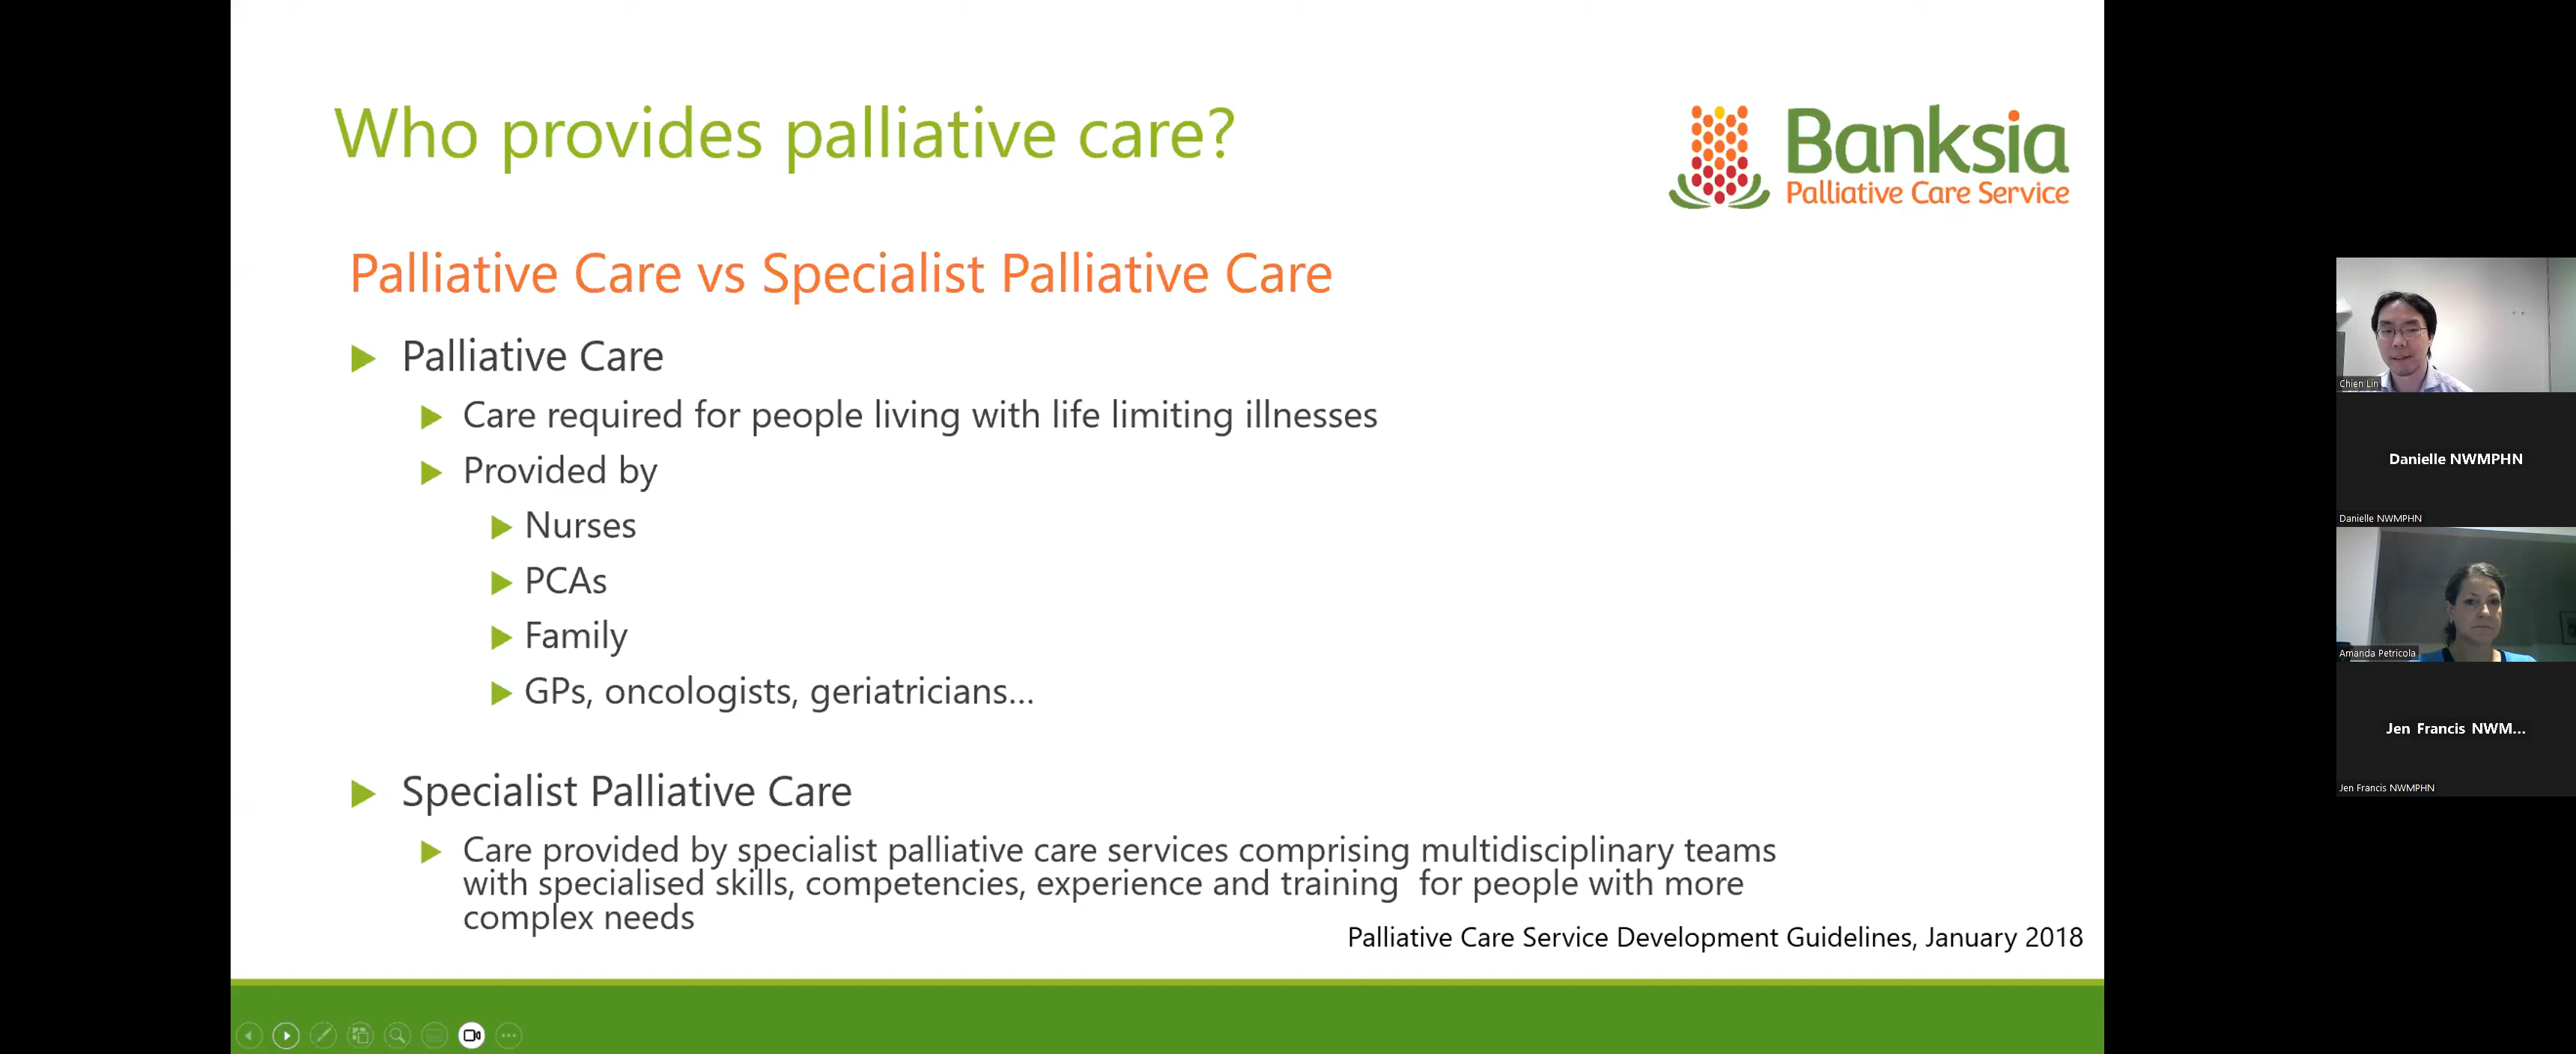 Who provides palliative care?
Banksia
Palliative Care Service
Palliative Care vs Specialist Palliative Care
Palliative Care
Care required for people living with life limiting illnesses
Provided by
Nurses
PCAs
Family
GPs, oncologists, geriatricians...
Specialist Palliative Care
Care provided by specialist palliative care services comprising multidisciplinary teams
with specialised skills, competencies, experience and training for people with more
complex needs
Palliative Care Service Development Guidelines, January 2018
Chien Lin
Danielle NWMPHN
Danielle NWMPHN
Amanda Petricola
Jen Francis NWM...
Jen Francis NWMPHN